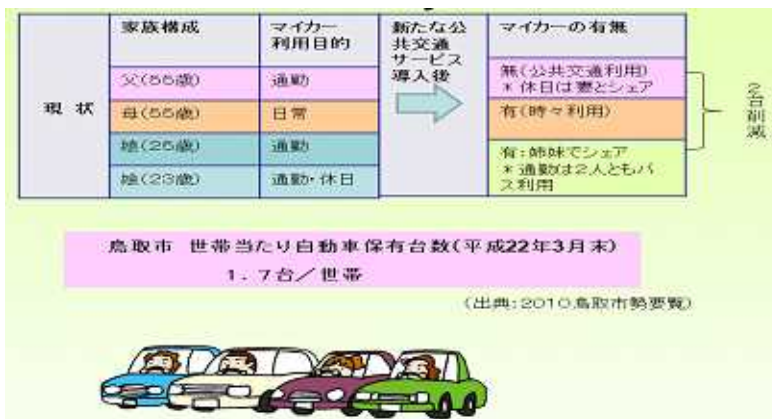 家族構成
マイカー
利用目的
新たな公
共交通
サービス
導入後
マイカーの有無
現 状
父(55歳)
通勤
無(公共交通利用)
*休日は妻とシェア
母(55歳)
日常
有(時々利用)
娘(25歳)
通勤
有:姉妹でシェア
*通勤は2人ともバ
ス利用
娘(23歳)
通勤・休日
2台削減
鳥取市 世帯当たり自動車保有台数(平成22年3月末)
1.7台/世帯
(出典:2010鳥取市勢要覧)